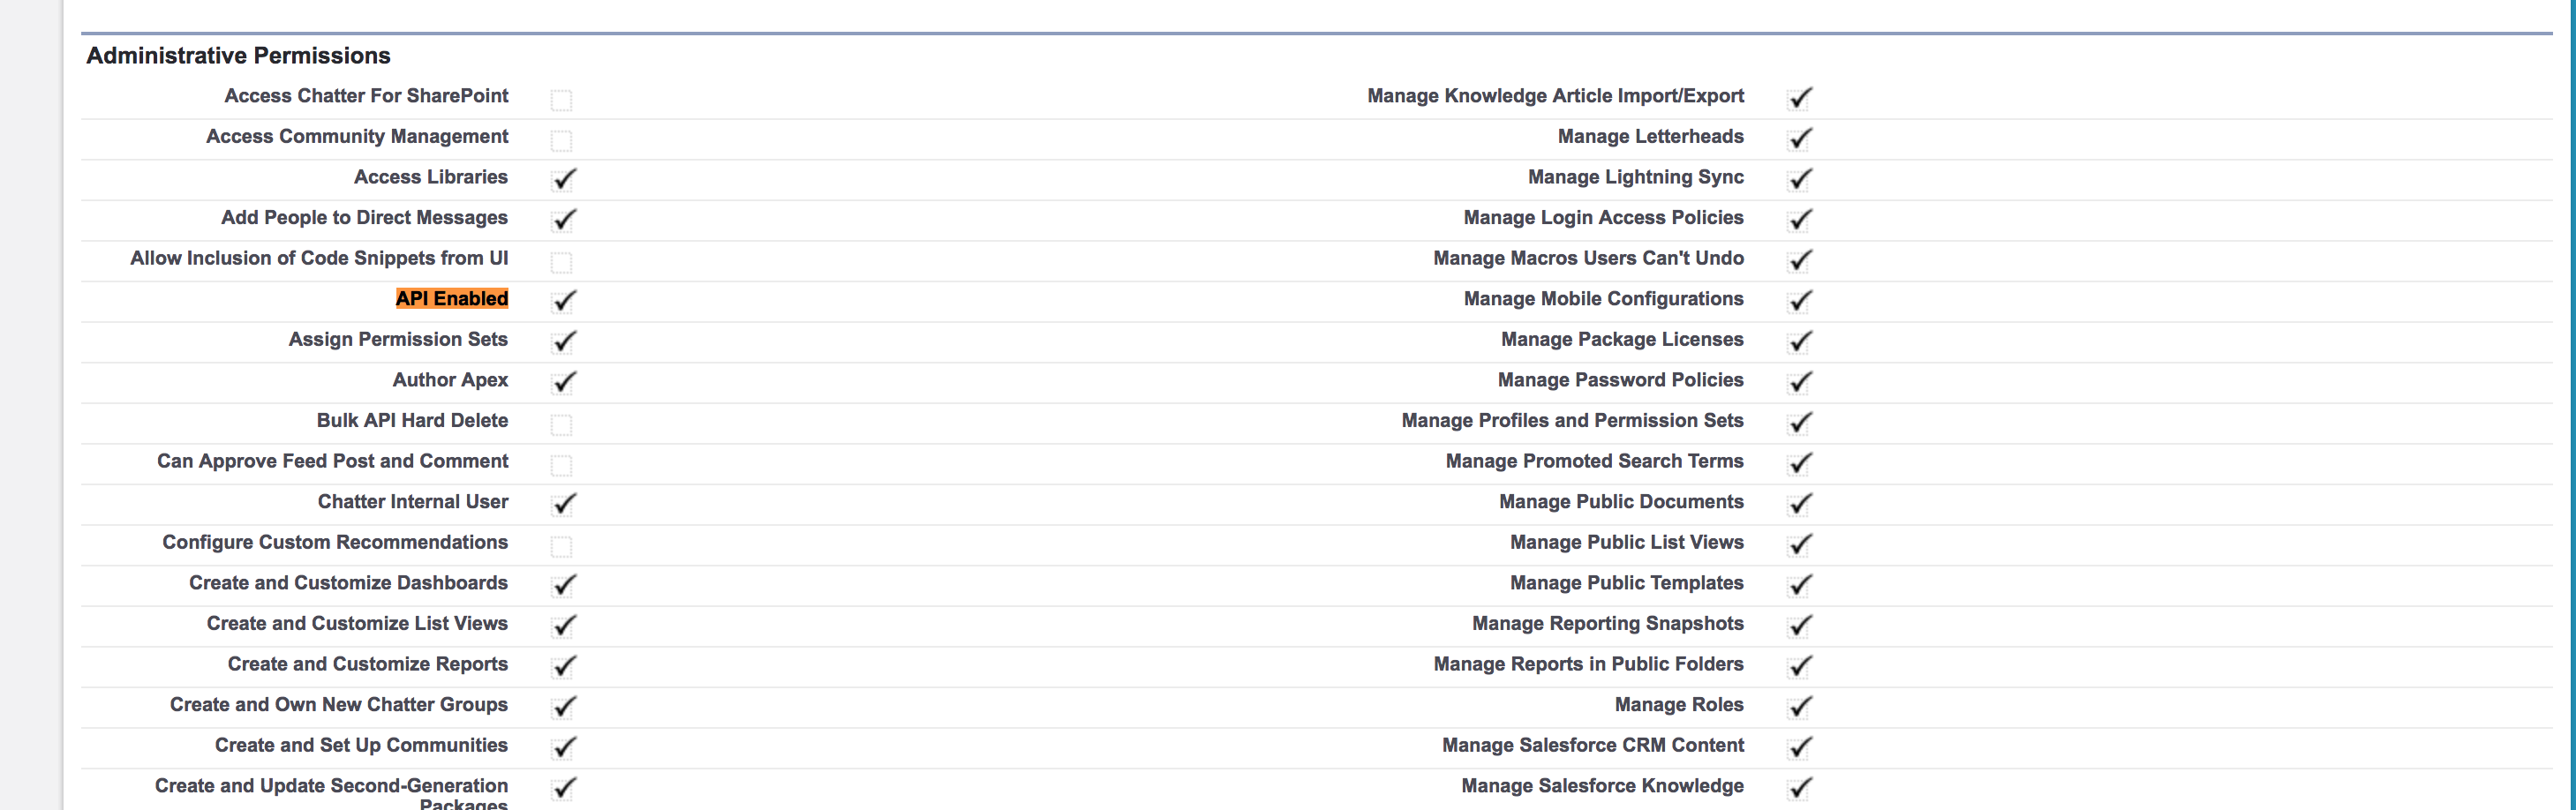 Administrative Permissions
Access Chatter For SharePoint
Manage Knowledge Article Import/Export
Access Community Management
Manage Letterheads
Access Libraries
Manage Lightning Sync
Add People to Direct Messages
Manage Login Access Policies
Allow Inclusion of Code Snippets from UI
Manage Macros Users Can't Undo
API Enabled
Manage Mobile Configurations
Assign Permission Sets
Manage Package Licenses
Author Apex
Manage Password Policies
Bulk API Hard Delete
Manage Profiles and Permission Sets
Can Approve Feed Post and Comment
Manage Promoted Search Terms
Chatter Internal User
Manage Public Documents
Configure Custom Recommendations
Manage Public List Views
Create and Customize Dashboards
Manage Public Templates
Create and Customize List Views
Manage Reporting Snapshots
Create and Customize Reports
Manage Reports in Public Folders
Create and Own New Chatter Groups
Manage Roles
Create and Set Up Communities
Manage Salesforce CRM Content
Create and Update Second-Generation
Packages
Manage Salesforce Knowledge